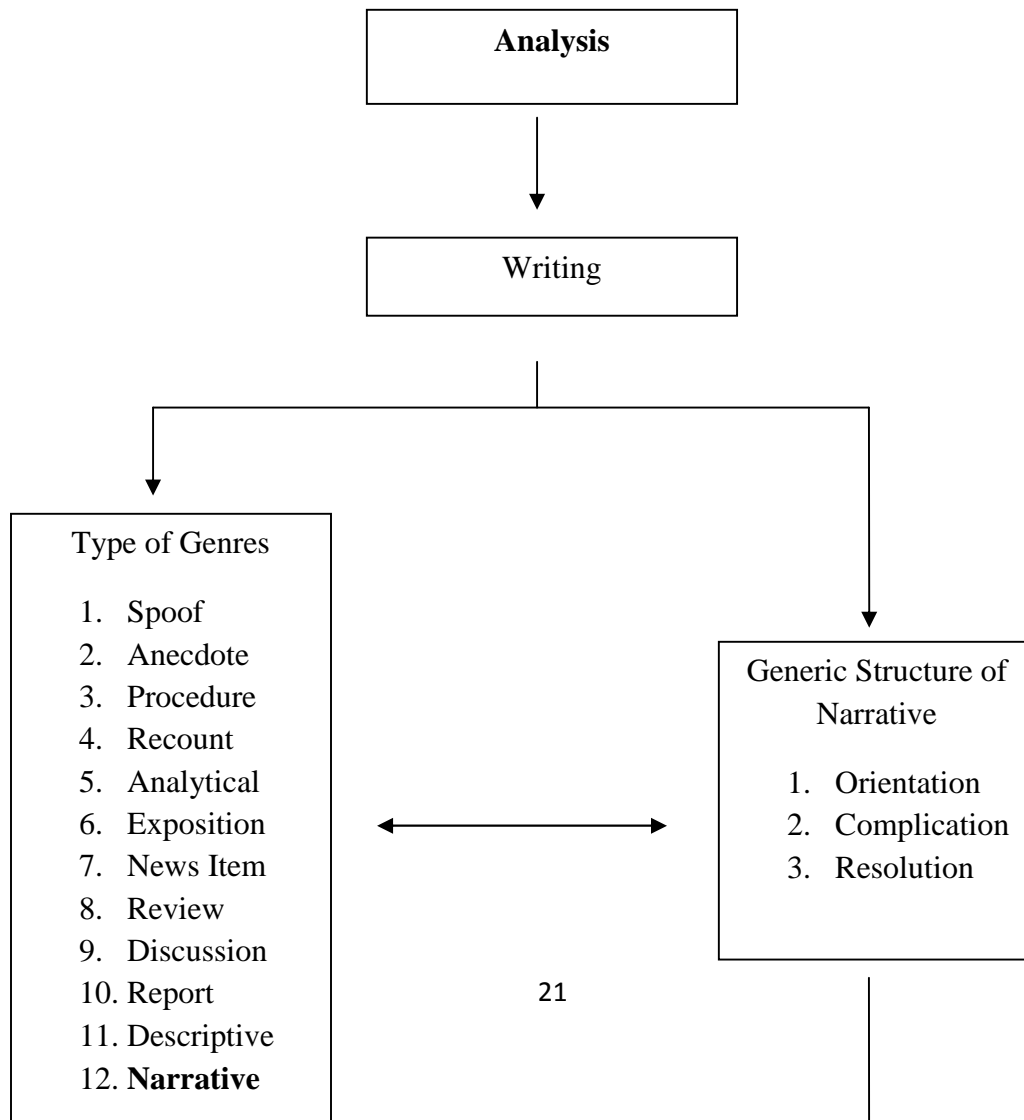 Analysis
Writing
Type of Genres
1. Spoof
2. Anecdote
3. Procedure
4. Recount
5. Analytical
6. Exposition
7. News Item
8. Review
9. Discussion
10. Report
11. Descriptive
12. Narrative
Generic Structure of
Narrative
1. Orientation
2. Complication
3. Resolution
21